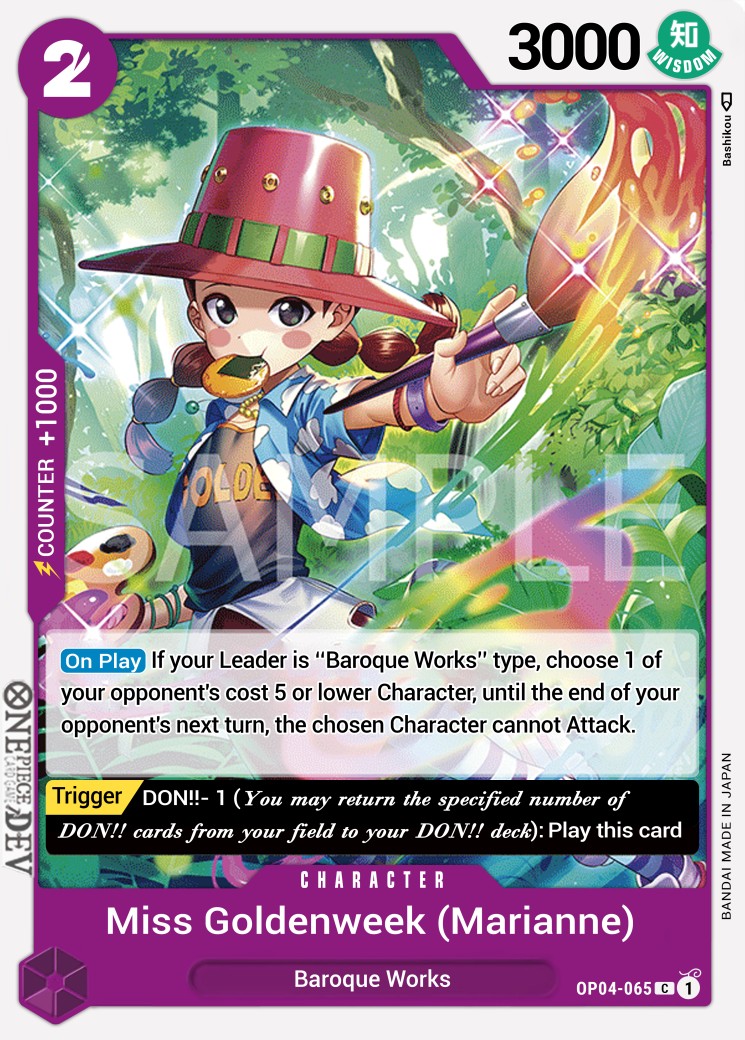 2
3000
知
WISDOM
Bashikou
COUNTER +1000
GOLDE
SAMPLE
On Play If your Leader is “Baroque Works” type, choose 1 of
your opponent's cost 5 or lower Character, until the end of your
opponent's next turn, the chosen Character cannot Attack.
Trigger DON!!- 1 (You may return the specified number of
DON!! cards from your field to your DON!! deck): Play this card
ONE PIECE
CARD GAME
DEV
BANDAI MADE IN JAPAN
CHARACTER
Miss Goldenweek (Marianne)
Baroque Works
OP04-065 C 1